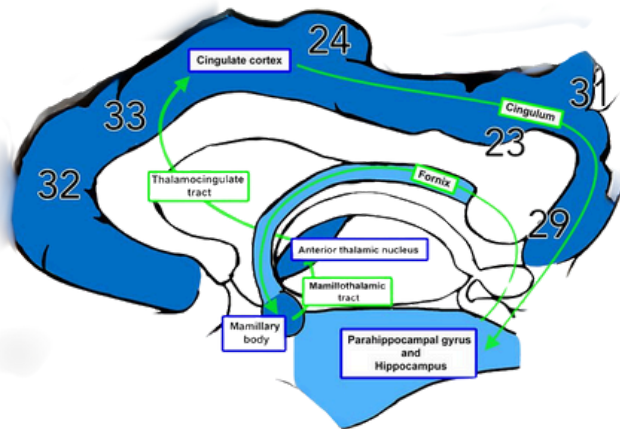 24
Cingulate cortex
31
Cingulum
33
23
Thalamocingulate
tract
Fornix
32
29
Anterior thalamic nucleus
Mamillothalamic
tract
Mamillary
body
Parahippocampal gyrus
and
Hippocampus